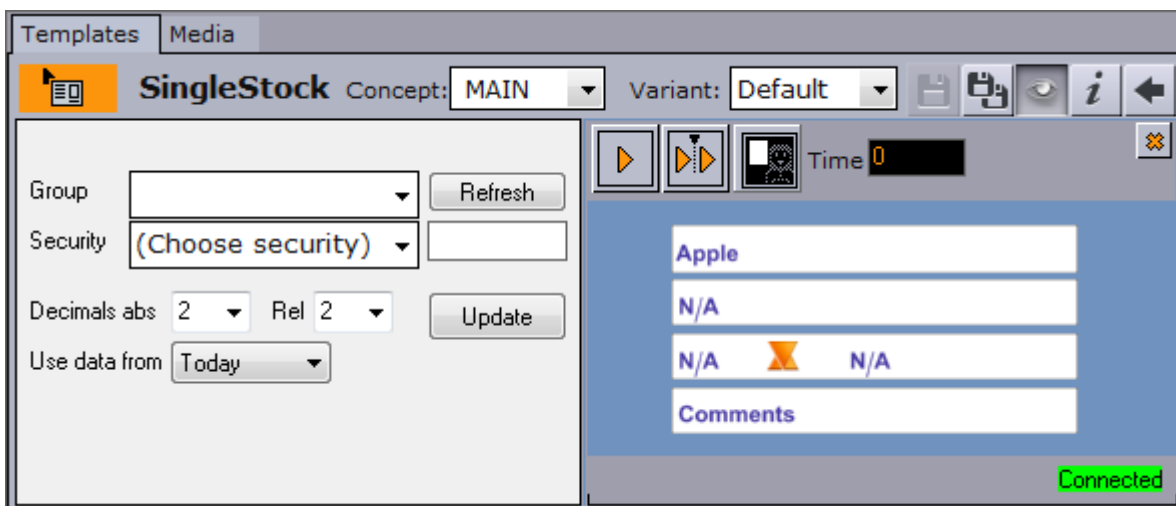 Templates Media
SingleStock Concept: MAIN Variant: Default i
Time 0
Group Refresh
Security (Choose security)
Decimals abs 2 Rel 2 Update
Use data from Today
Apple
N/A
N/A N/A
Comments
Connected